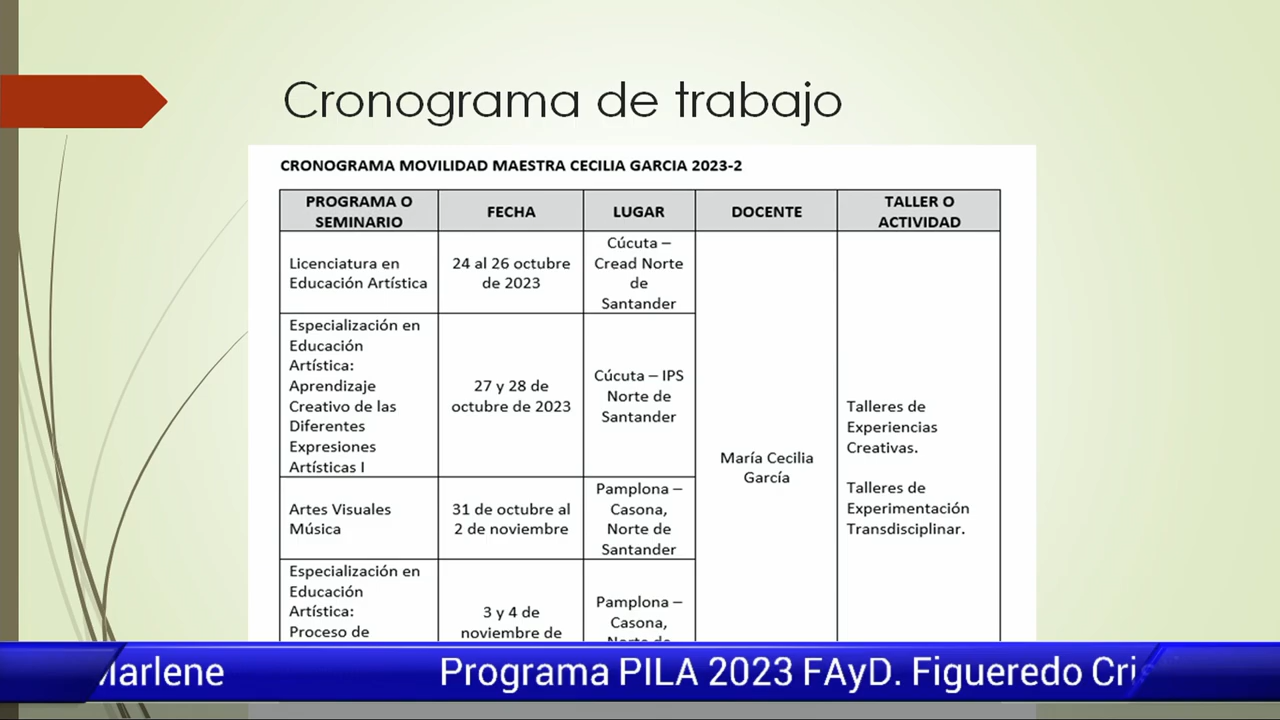 Cronograma de trabajo
CRONOGRAMA MOVILIDAD MAESTRA CECILIA GARCIA 2023-2
PROGRAMA O
SEMINARIO
FECHA
LUGAR
DOCENTE
TALLER O
ACTIVIDAD
Licenciatura en
Educación Artística
24 al 26 octubre
de 2023
Cúcuta –
Cread Norte
de
Santander
Especialización en
Educación
Artística:
Aprendizaje
Creativo de las
Diferentes
Expresiones
Artísticas I
27 y 28 de
octubre de 2023
Cúcuta – IPS
Norte de
Santander
Artes Visuales
Música
31 de octubre al
2 de noviembre
Pamplona –
Casona,
Norte de
Santander
Especialización en
Educación
Artística:
Proceso de
3 y 4 de
noviembre de
Pamplona –
Casona,
Norte de
María Cecilia
García
Talleres de
Experiencias
Creativas.
Talleres de
Experimentación
Transdisciplinar.
Marlene Programa PILA 2023 FAyD. Figueredo Cri